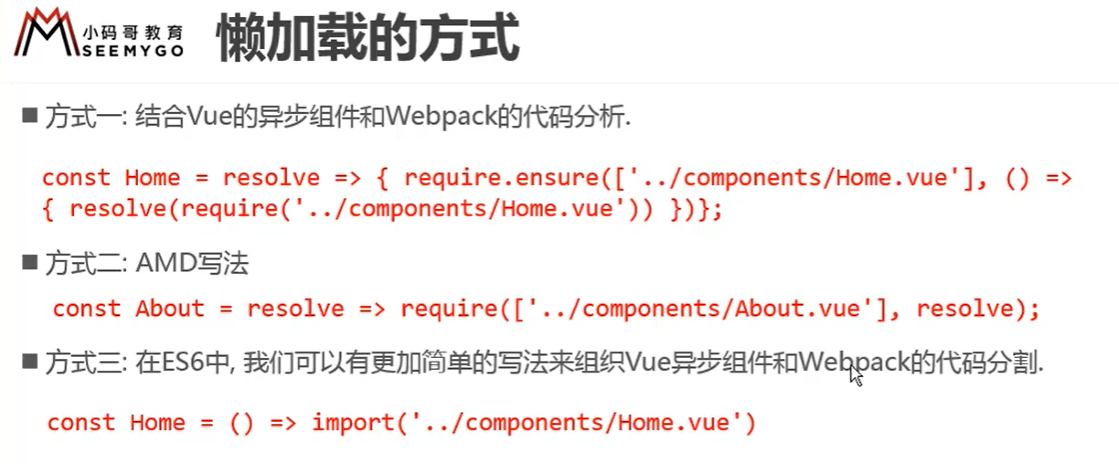 小码哥教育
SEEMYGO
懒加载的方式
方式一: 结合Vue的异步组件和Webpack的代码分析.
const Home = resolve => { require.ensure(['../components/Home.vue'], () =>
{ resolve(require('../components/Home.vue')) })};
方式二: AMD写法
const About = resolve => require(['../components/About.vue'], resolve);
方式三: 在ES6中, 我们可以有更加简单的写法来组织Vue异步组件和Webpack的代码分割.
const Home = () => import('../components/Home.vue')